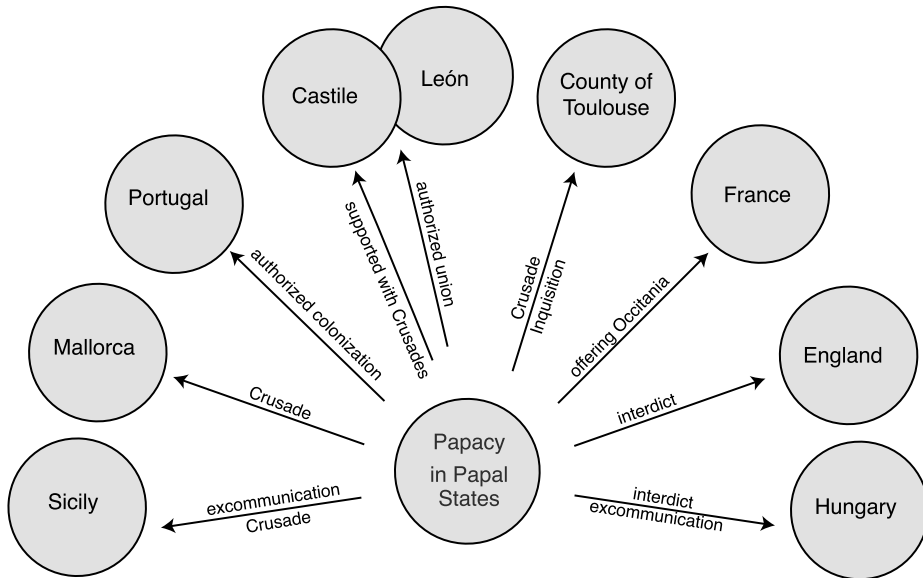 Castile
León
County of
Toulouse
Portugal
France
Mallorca
England
Sicily
Hungary
Papacy
in Papal
States
authorized colonization
supported with Crusades
authorized union
Crusade
Inquisition
offering Occitania
Crusade
interdict
excommunication
Crusade
interdict
excommunication